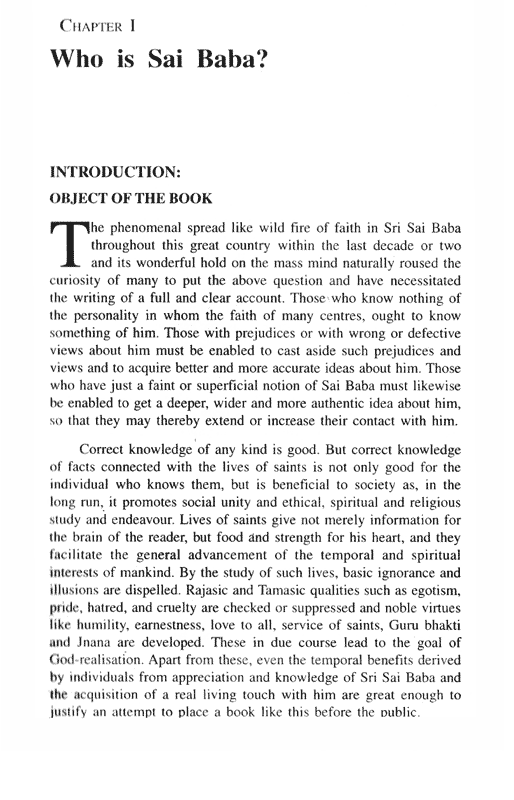 CHAPTER I
Who is Sai Baba?
INTRODUCTION:
OBJECT OF THE BOOK
The phenomenal spread like wild fire of faith in Sri Sai Baba
throughout this great country within the last decade or two
and its wonderful hold on the mass mind naturally roused the
curiosity of many to put the above question and have necessitated
the writing of a full and clear account. Those who know nothing of
the personality in whom the faith of many centres, ought to know
something of him. Those with prejudices or with wrong or defective
views about him must be enabled to cast aside such prejudices and
views and to acquire better and more accurate ideas about him. Those
who have just a faint or superficial notion of Sai Baba must likewise
be enabled to get a deeper, wider and more authentic idea about him,
so that they may thereby extend or increase their contact with him.
Correct knowledge of any kind is good. But correct knowledge
of facts connected with the lives of saints is not only good for the
individual who knows them, but is beneficial to society as, in the
long run, it promotes social unity and ethical, spiritual and religious
study and endeavour. Lives of saints give not merely information for
the brain of the reader, but food and strength for his heart, and they
facilitate the general advancement of the temporal and spiritual
interests of mankind. By the study of such lives, basic ignorance and
illusions are dispelled. Rajasic and Tamasic qualities such as egotism,
pride, hatred, and cruelty are checked or suppressed and noble virtues
like humility, earnestness, love to all, service of saints, Guru bhakti
and Jnana are developed. These in due course lead to the goal of
God-realisation. Apart from these, even the temporal benefits derived
by individuals from appreciation and knowledge of Sri Sai Baba and
the acquisition of a real living touch with him are great enough to
justify an attempt to place a book like this before the public.